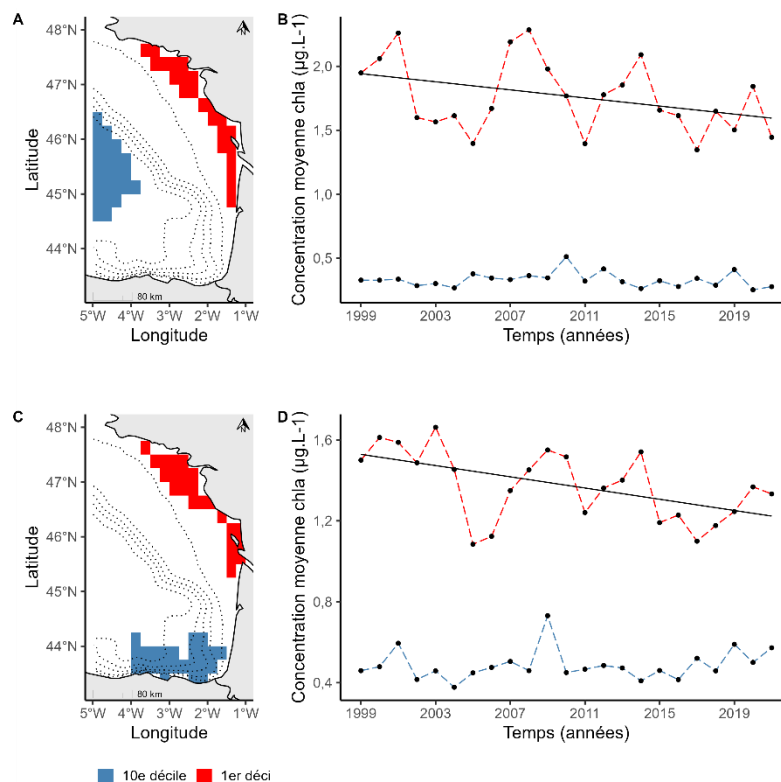 A
48°N
47°N
46°N
45°N
44°N
Latitude
N
80 km
5°W 4°W 3°W 2°W 1°W
Longitude
B
Concentration moyenne chla (µg.L-1)
2,0
1,5
1,0
0,5
1999 2003 2007 2011 2015 2019
Temps (années)
C
48°N
47°N
46°N
45°N
44°N
Latitude
N
80 km
5°W 4°W 3°W 2°W 1°W
Longitude
D
Concentration moyenne chla (µg.L-1)
1,6
1,2
0,8
0,4
1999 2003 2007 2011 2015 2019
Temps (années)
10e décile 1er déci